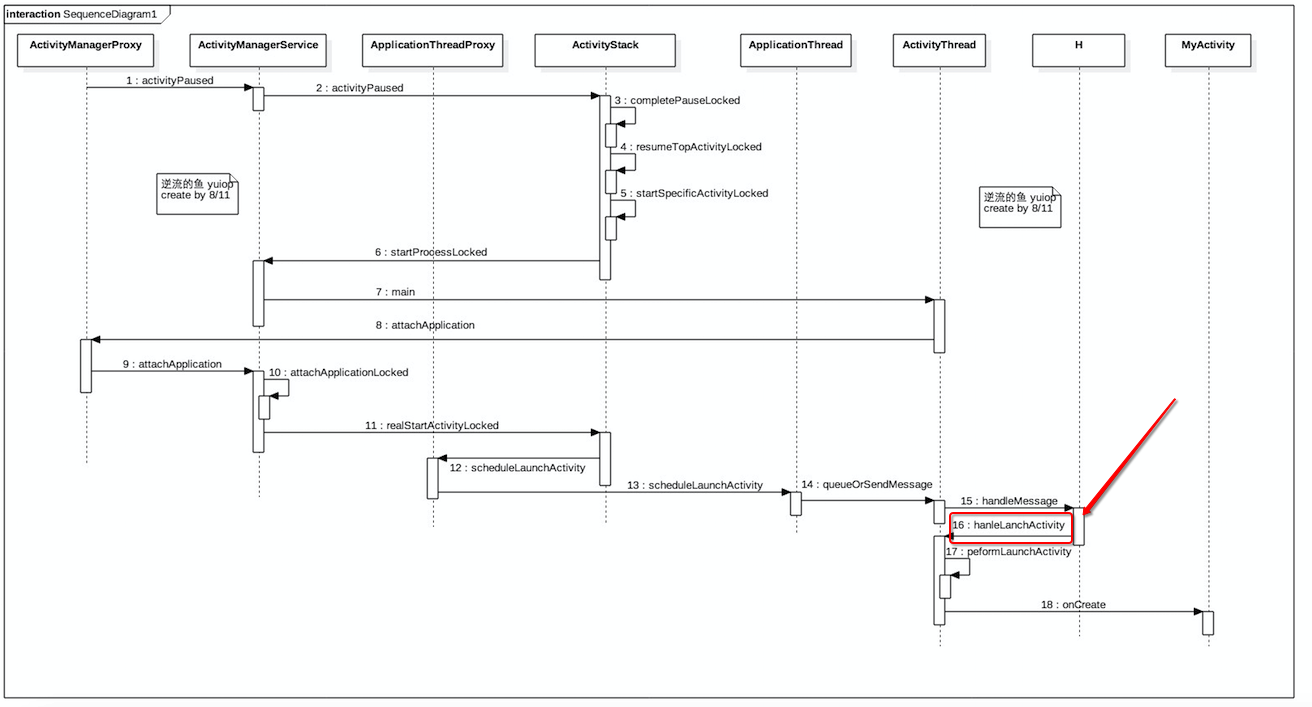 interaction SequenceDiagram1
ActivityManagerProxy
ActivityManagerService
ApplicationThreadProxy
ActivityStack
ApplicationThread
ActivityThread
H
MyActivity
1 : activityPaused
2 : activityPaused
3 : completePauseLocked
4 : resumeTopActivityLocked
逆流的鱼 yuiop
create by 8/11
5 : startSpecificActivityLocked
逆流的鱼 yuiop
create by 8/11
6 : startProcessLocked
7 : main
8 : attachApplication
9 : attachApplication
10 : attachApplicationLocked
11 : realStartActivityLocked
12 : scheduleLaunchActivity
13 : scheduleLaunchActivity
14 : queueOrSendMessage
15 : handleMessage
16 : hanleLanchActivity
17 : peformLaunchActivity
18 : onCreate